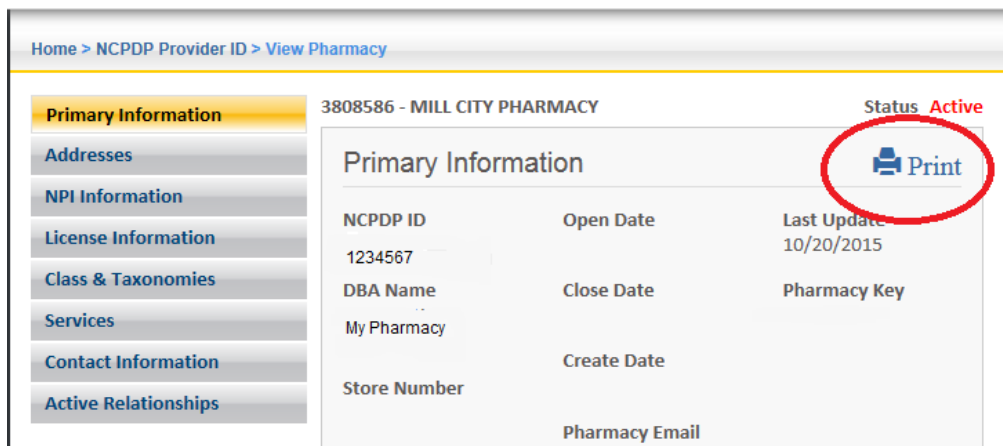 Home > NCPDP Provider ID > View Pharmacy
Primary Information
Addresses
NPI Information
License Information
Class & Taxonomies
Services
Contact Information
Active Relationships
3808586 - MILL CITY PHARMACY Status Active
Primary Information Print
NCPDP ID Open Date Last Update
10/20/2015
1234567
DBA Name Close Date Pharmacy Key
My Pharmacy
Create Date
Store Number
Pharmacy Email